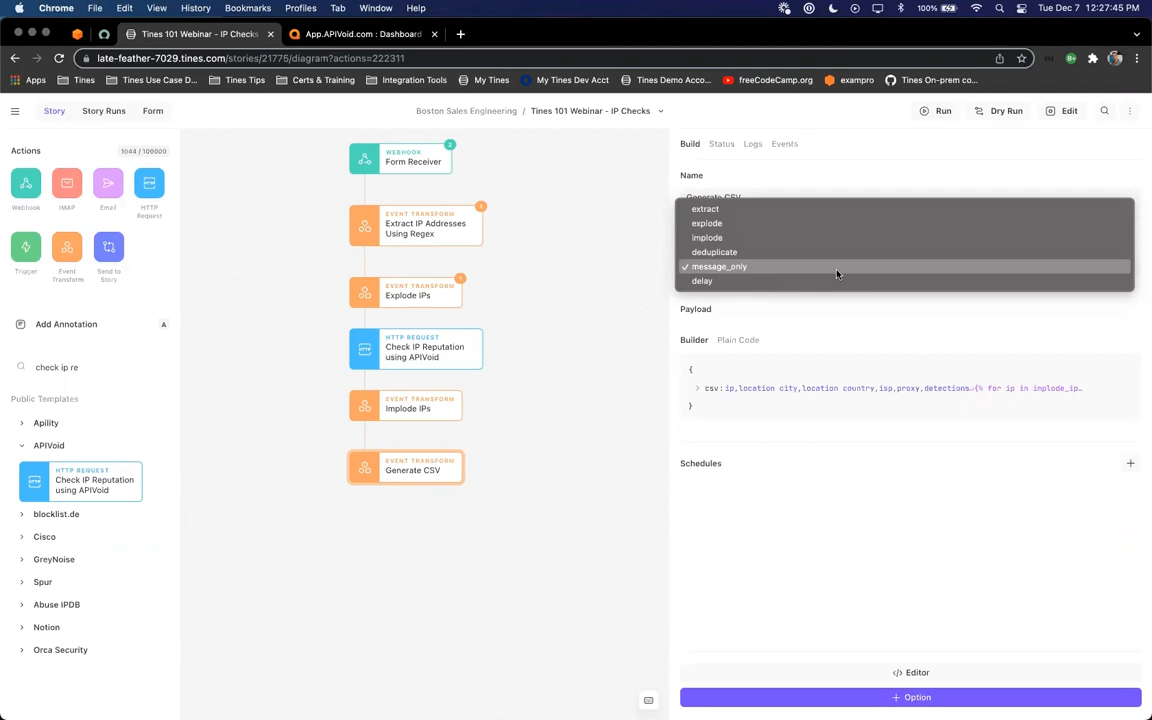 Chrome File Edit View History Bookmarks Profiles Tab Window Help 100% Tue Dec 7 12:27:45 PM
Tines 101 Webinar - IP Checks App.APIVoid.com : Dashboard
late-feather-7029.tines.com/stories/21775/diagram?actions=222311
Apps Tines Tines Use Case D... Tines Tips Certs & Training Integration Tools My Tines My Tines Dev Acct Tines Demo Acco... freeCodeCamp.org exampro Tines On-prem co...
Story Story Runs Form Boston Sales Engineering / Tines 101 Webinar - IP Checks Run Dry Run Edit
Actions 1044 / 100000
Webhook IMAP Email HTTP Request
Trigger Event Transform Send to Story
Add Annotation A
check ip re
Public Templates
Apility
APIVoid
HTTP REQUEST
Check IP Reputation
using APIVoid
blocklist.de
Cisco
GreyNoise
Spur
Abuse IPDB
Notion
Orca Security
WEBHOOK
Form Receiver
2
EVENT TRANSFORM
Extract IP Addresses
Using Regex
1
EVENT TRANSFORM
Explode IPs
1
HTTP REQUEST
Check IP Reputation
using APIVoid
EVENT TRANSFORM
Implode IPs
EVENT TRANSFORM
Generate CSV
Build Status Logs Events
Name
Generate CSV
extract
explode
implode
deduplicate
✓ message_only
delay
Payload
Builder Plain Code
{
> csv: ip,location city,location country,isp,proxy,detections↵{% for ip in implode_ip…
}
Schedules +
</> Editor
+ Option